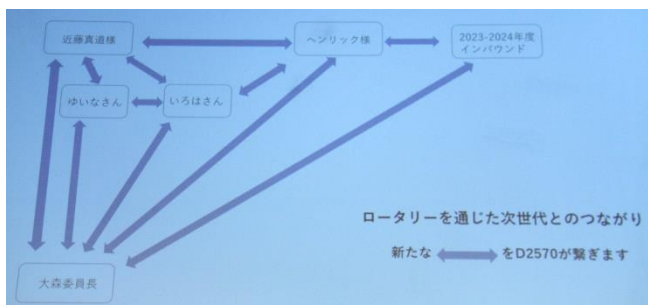 近藤真道様
ヘンリック様
2023-2024年度
インバウンド
ゆいなさん
いろはさん
ロータリーを通じた次世代とのつながり
新たな
をD2570が繋ぎます
大森委員長